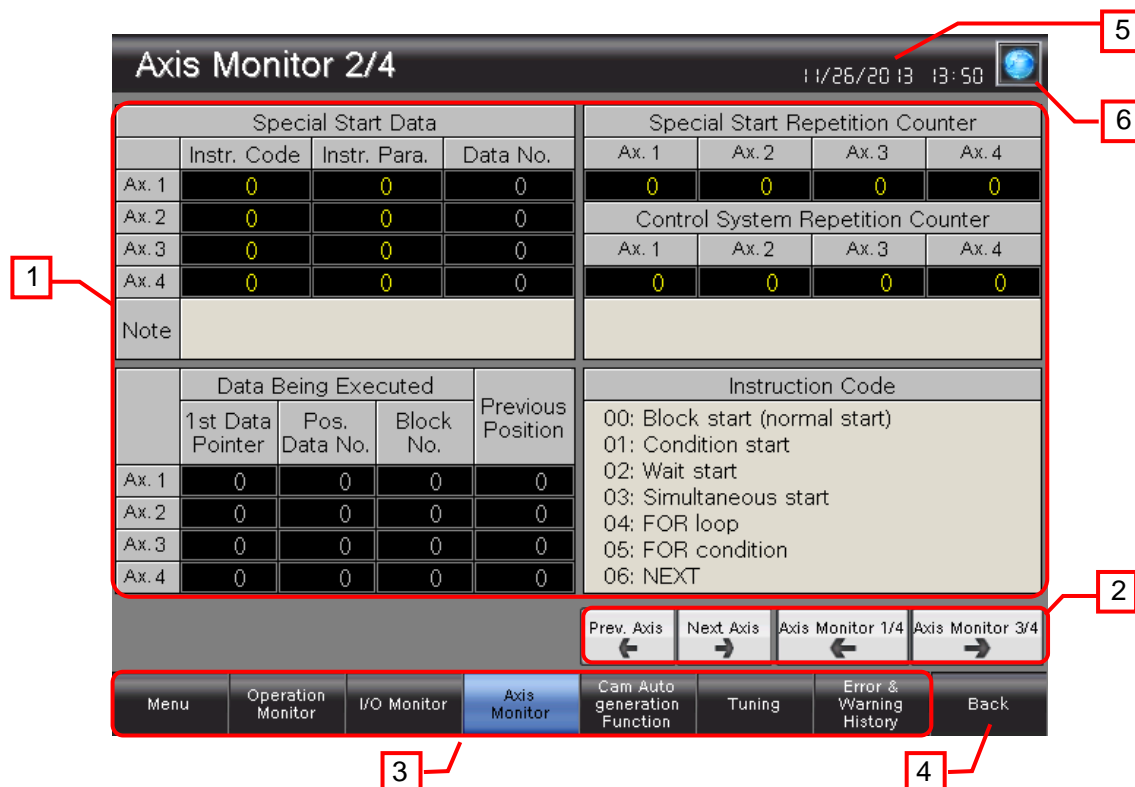 5
Axis Monitor 2/4
11/26/2013 13:50
6
Special Start Data
Instr. Code Instr. Para. Data No.
Ax. 1 0 0 0
Ax. 2 0 0 0
Ax. 3 0 0 0
Ax. 4 0 0 0
Note
Special Start Repetition Counter
Ax. 1 Ax. 2 Ax. 3 Ax. 4
0 0 0 0
Control System Repetition Counter
Ax. 1 Ax. 2 Ax. 3 Ax. 4
0 0 0 0
1
Data Being Executed
Previous
Position
1st Data
Pointer
Pos.
Data No.
Block
No.
Ax. 1 0 0 0 0
Ax. 2 0 0 0 0
Ax. 3 0 0 0 0
Ax. 4 0 0 0 0
Instruction Code
00: Block start (normal start)
01: Condition start
02: Wait start
03: Simultaneous start
04: FOR loop
05: FOR condition
06: NEXT
2
Prev. Axis Next Axis Axis Monitor 1/4 Axis Monitor 3/4
Menu
Operation
Monitor
I/O Monitor
Axis
Monitor
Cam Auto
generation
Function
Tuning
Error &
Warning
History
Back
3
4